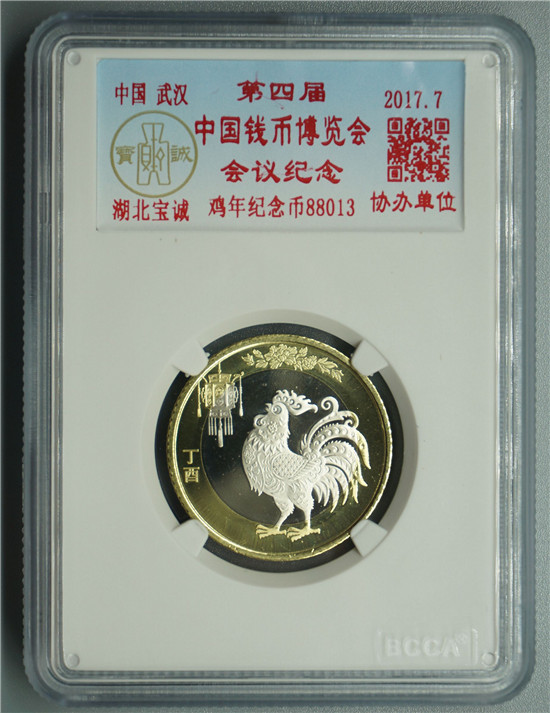 中国 武汉 第四届 2017.7
中国钱币博览会
会议纪念
寶 誠
湖北宝诚 鸡年纪念币88013 协办单位
丁酉
BCCA